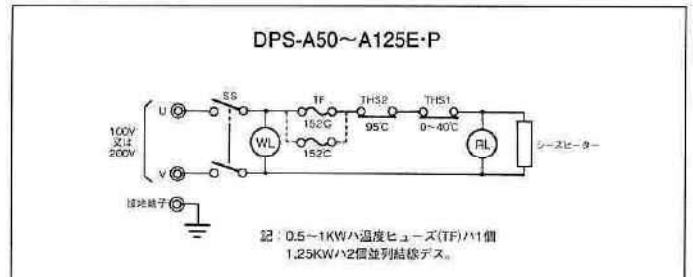 DPS-A50～A125E・P
SS
TF
THS2
THS1
U
152C
95℃
0～40℃
100V
又は
200V
WL
152C
RL
シーズヒーター
V
接地端子
記：0.5～1KWハ温度ヒューズ(TF)ハ1個
1.25KWハ2個並列結線デス。